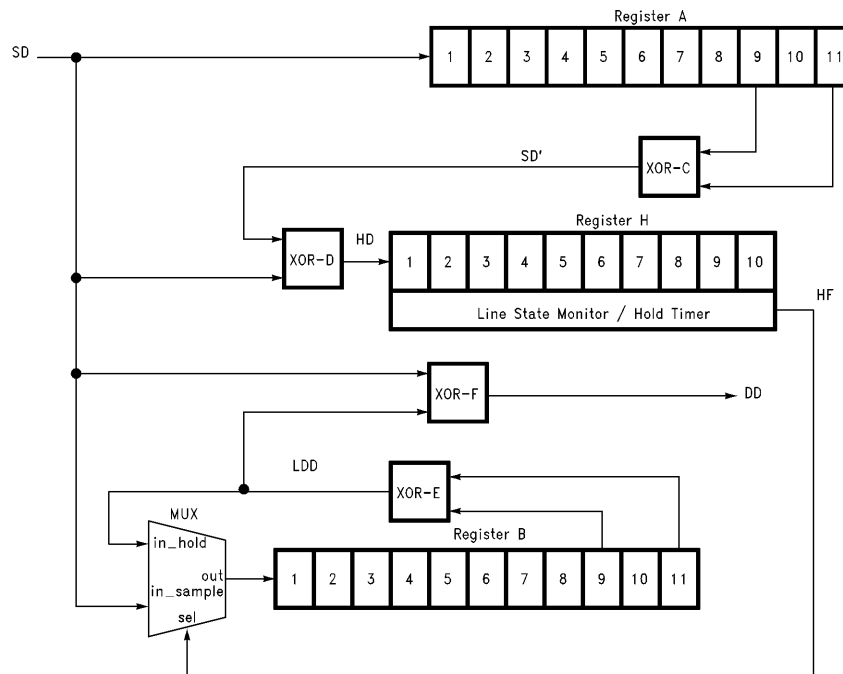 Register A
SD
1 2 3 4 5 6 7 8 9 10 11
SD'
XOR-C
Register H
HD
XOR-D
1 2 3 4 5 6 7 8 9 10
HF
Line State Monitor / Hold Timer
XOR-F
DD
LDD
XOR-E
MUX
Register B
in_hold
out
in_sample
sel
1 2 3 4 5 6 7 8 9 10 11